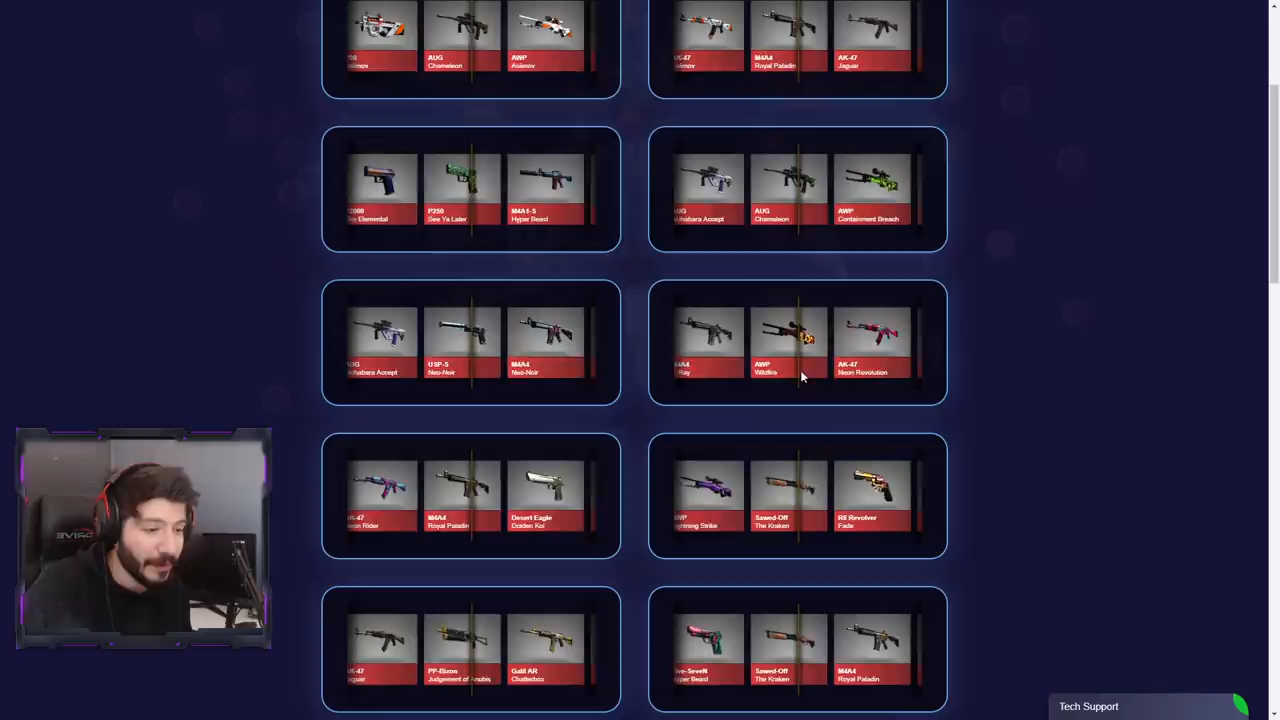 AUG
Chameleon
AWP
Asiimov
M4A4
Royal Paladin
AK-47
Jaguar
P250
See Ya Later
M4A1-S
Hyper Beast
AUG
Chameleon
AWP
Containment Breach
USP-S
Neo-Noir
M4A4
Neo-Noir
AWP
Wildfire
AK-47
Neon Revolution
M4A4
Royal Paladin
Desert Eagle
Golden Koi
Sawed-Off
The Kraken
R8 Revolver
Fade
PP-Bizon
Judgement of Anubis
Galil AR
Chatterbox
Sawed-Off
The Kraken
M4A4
Royal Paladin
Tech Support